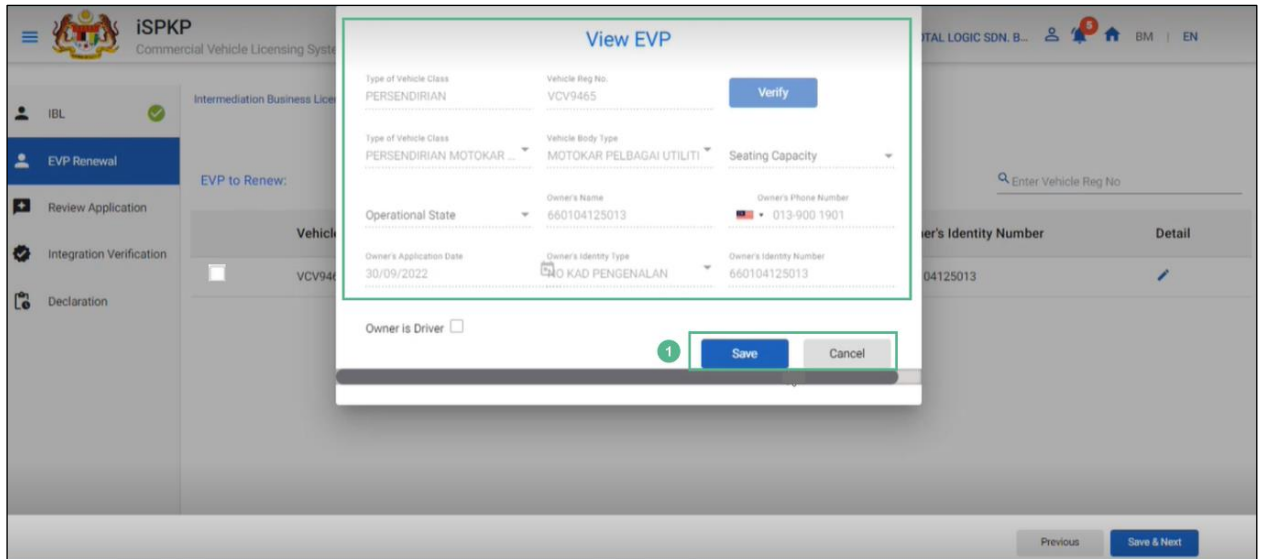 iSPKP
Commercial Vehicle Licensing Syste
TAL LOGIC SDN. B...
5
BM | EN
IBL
EVP Renewal
Review Application
Integration Verification
Declaration
Intermediation Business Lice
EVP to Renew:
Enter Vehicle Reg No
Vehicle
er's Identity Number
Detail
VCV946
04125013
View EVP
Type of Vehicle Class
Vehicle Reg No.
PERSENDIRIAN
VCV9465
Verify
Type of Vehicle Class
Vehicle Body Type
PERSENDIRIAN MOTOKAR ...
MOTOKAR PELBAGAI UTILITI
Seating Capacity
Owner's Name
Owner's Phone Number
Operational State
660104125013
013-900 1901
Owner's Application Date
Owner's Identity Type
Owner's Identity Number
30/09/2022
NO KAD PENGENALAN
660104125013
Owner is Driver
1
Save
Cancel
Previous
Save & Next